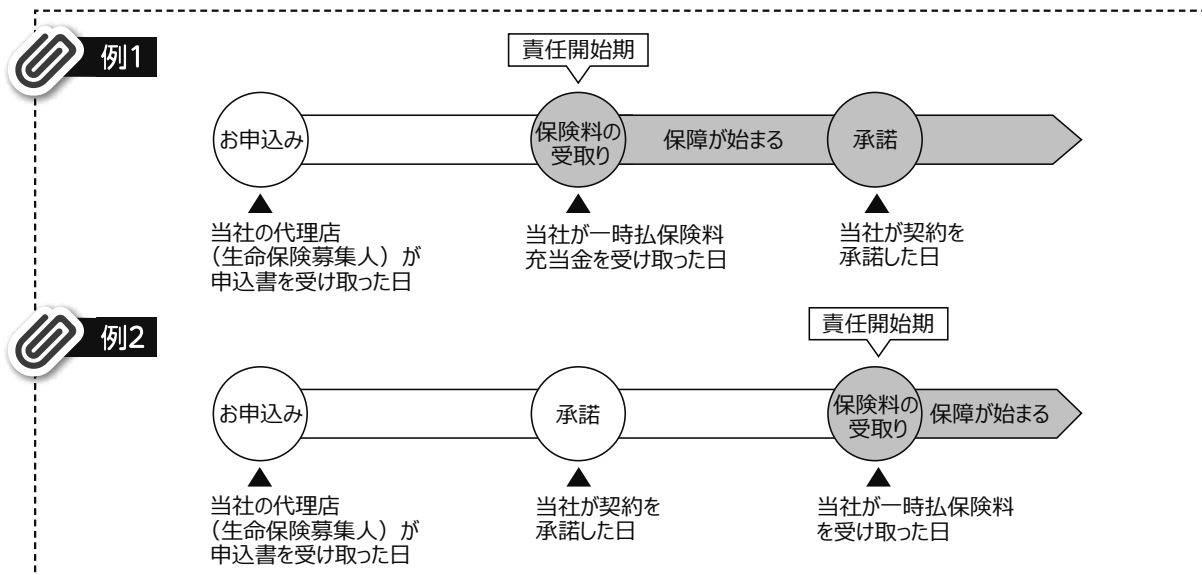 例1
責任開始期
お申込み
保険料の
受取り
保障が始まる
承諾
当社の代理店
（生命保険募集人）が
申込書を受け取った日
当社が一時払保険料
充当金を受け取った日
当社が契約を
承諾した日
例2
責任開始期
お申込み
承諾
保険料の
受取り
保障が始まる
当社の代理店
（生命保険募集人）が
申込書を受け取った日
当社が契約を
承諾した日
当社が一時払保険料
を受け取った日